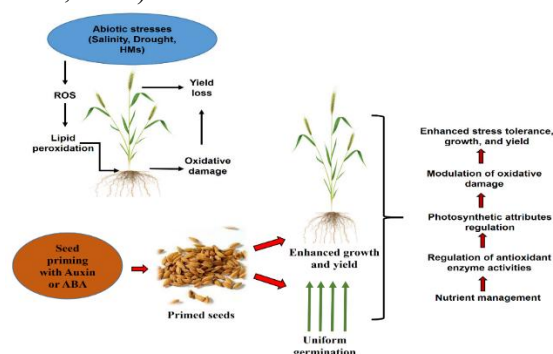 Abiotic stresses
(Salinity, Drought,
HMs)
ROS
Yield
loss
Lipid
peroxidation
Oxidative
damage
Seed
priming
with Auxin
or ABA
Primed seeds
Enhanced growth
and yield
Uniform
germination
Enhanced stress tolerance,
growth, and yield
Modulation of oxidative
damage
Photosynthetic attributes
regulation
Regulation of antioxidant
enzyme activities
Nutrient management